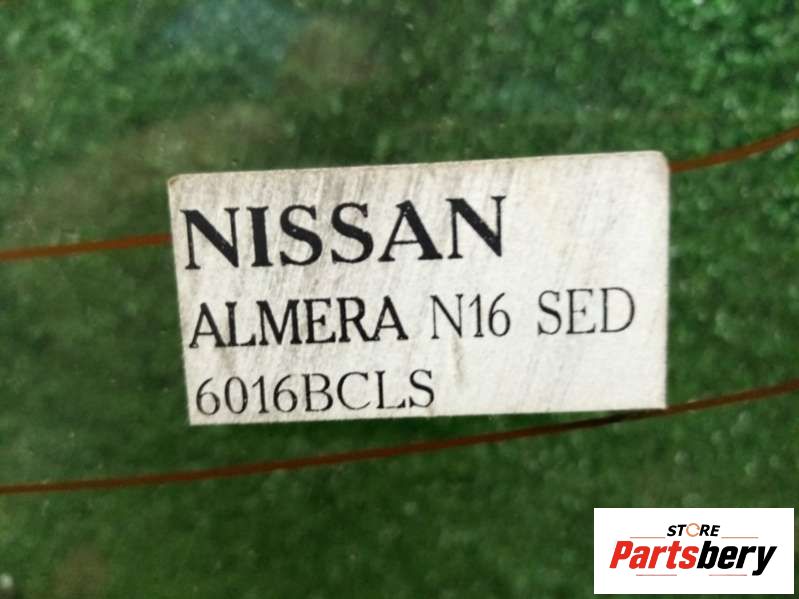 NISSAN
ALMERA N16 SED
6016BCLS
STORE
Partsbery